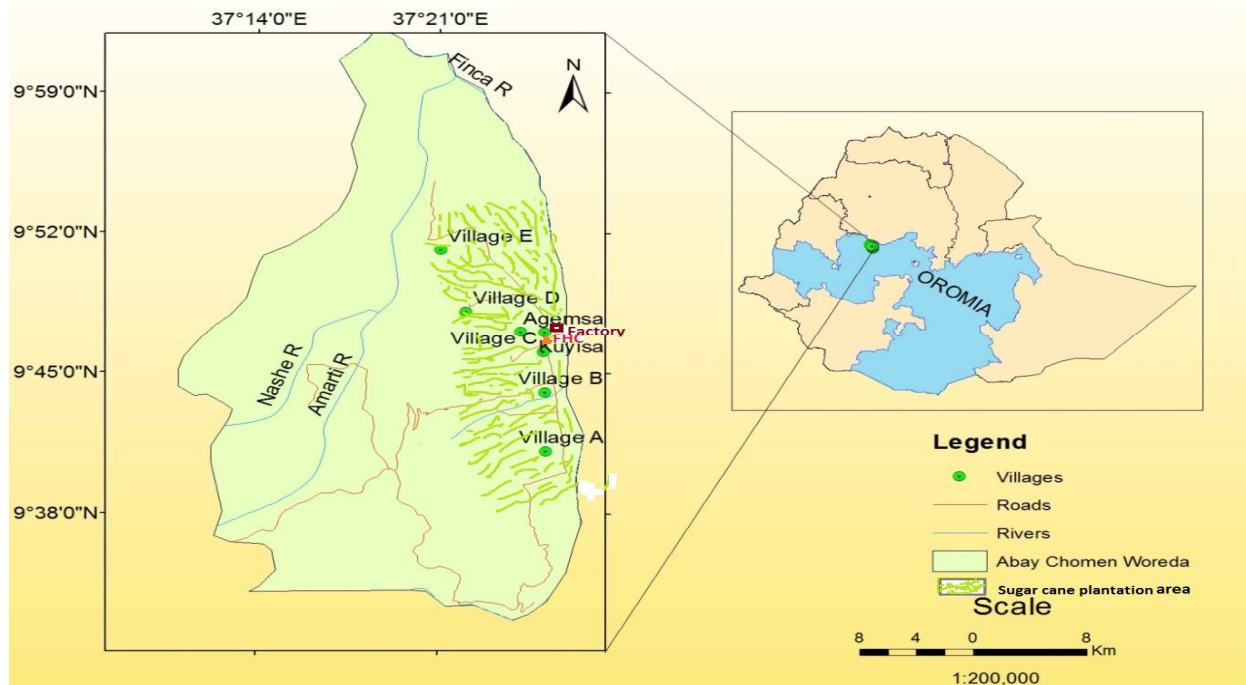 37°14'0"E 37°21'0"E
N
Finca R
9°59'0"N
9°52'0"N
Village E
Village D
Agemsa
Factory
Village C
FHC
Kuyisa
9°45'0"N
Nashe R
Amarti R
Village B
Village A
9°38'0"N
OROMIA
Legend
Villages
Roads
Rivers
Abay Chomen Woreda
Sugar cane plantation area
Scale
8 4 0 8
Km
1:200,000